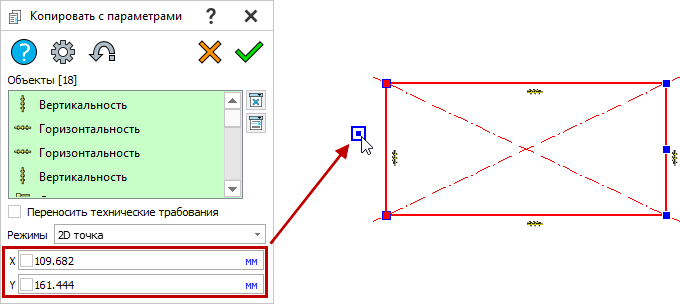 Копировать с параметрами ? ×
?
Объекты [18]
Вертикальность
Горизонтальность
Горизонтальность
Вертикальность
Переносить технические трабования
Режимы 2D точка
X 109.682 мм
Y 161.444 мм